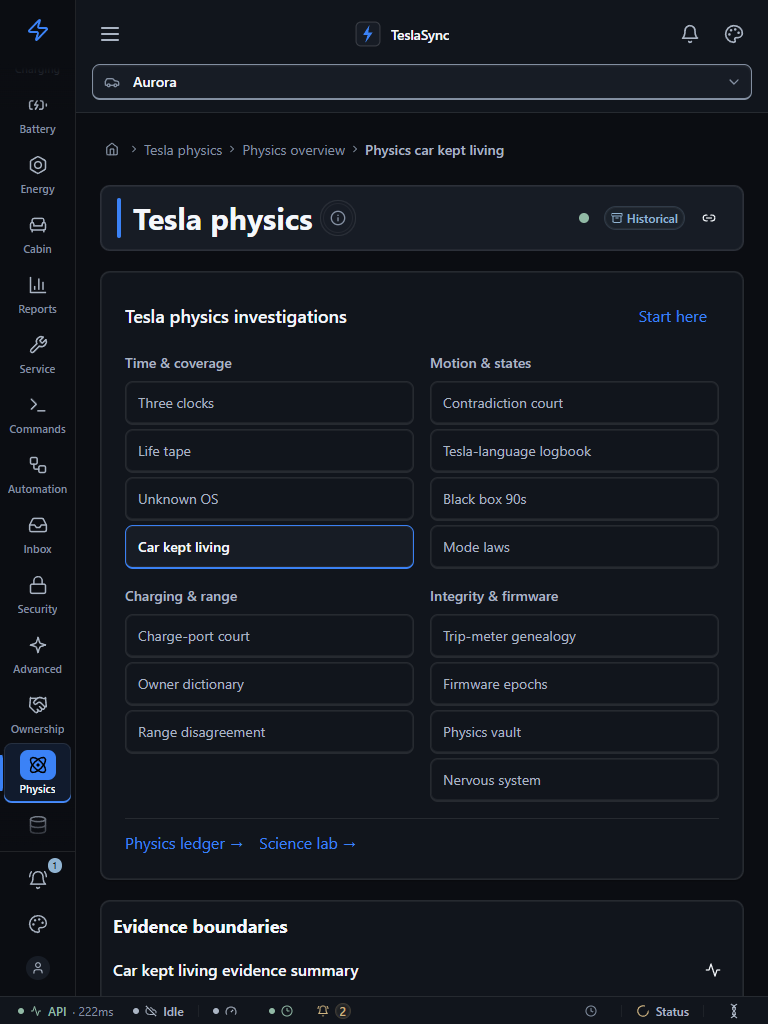 TeslaSync
Aurora
Charging
Battery
Energy
Cabin
Reports
Service
Commands
Automation
Inbox
Security
Advanced
Ownership
Physics
1
Tesla physics > Physics overview > Physics car kept living
Tesla physics
Historical
Tesla physics investigations
Start here
Time & coverage
Three clocks
Life tape
Unknown OS
Car kept living
Motion & states
Contradiction court
Tesla-language logbook
Black box 90s
Mode laws
Charging & range
Charge-port court
Owner dictionary
Range disagreement
Integrity & firmware
Trip-meter genealogy
Firmware epochs
Physics vault
Nervous system
Physics ledger → Science lab →
Evidence boundaries
Car kept living evidence summary
API · 222ms Idle 2 Status